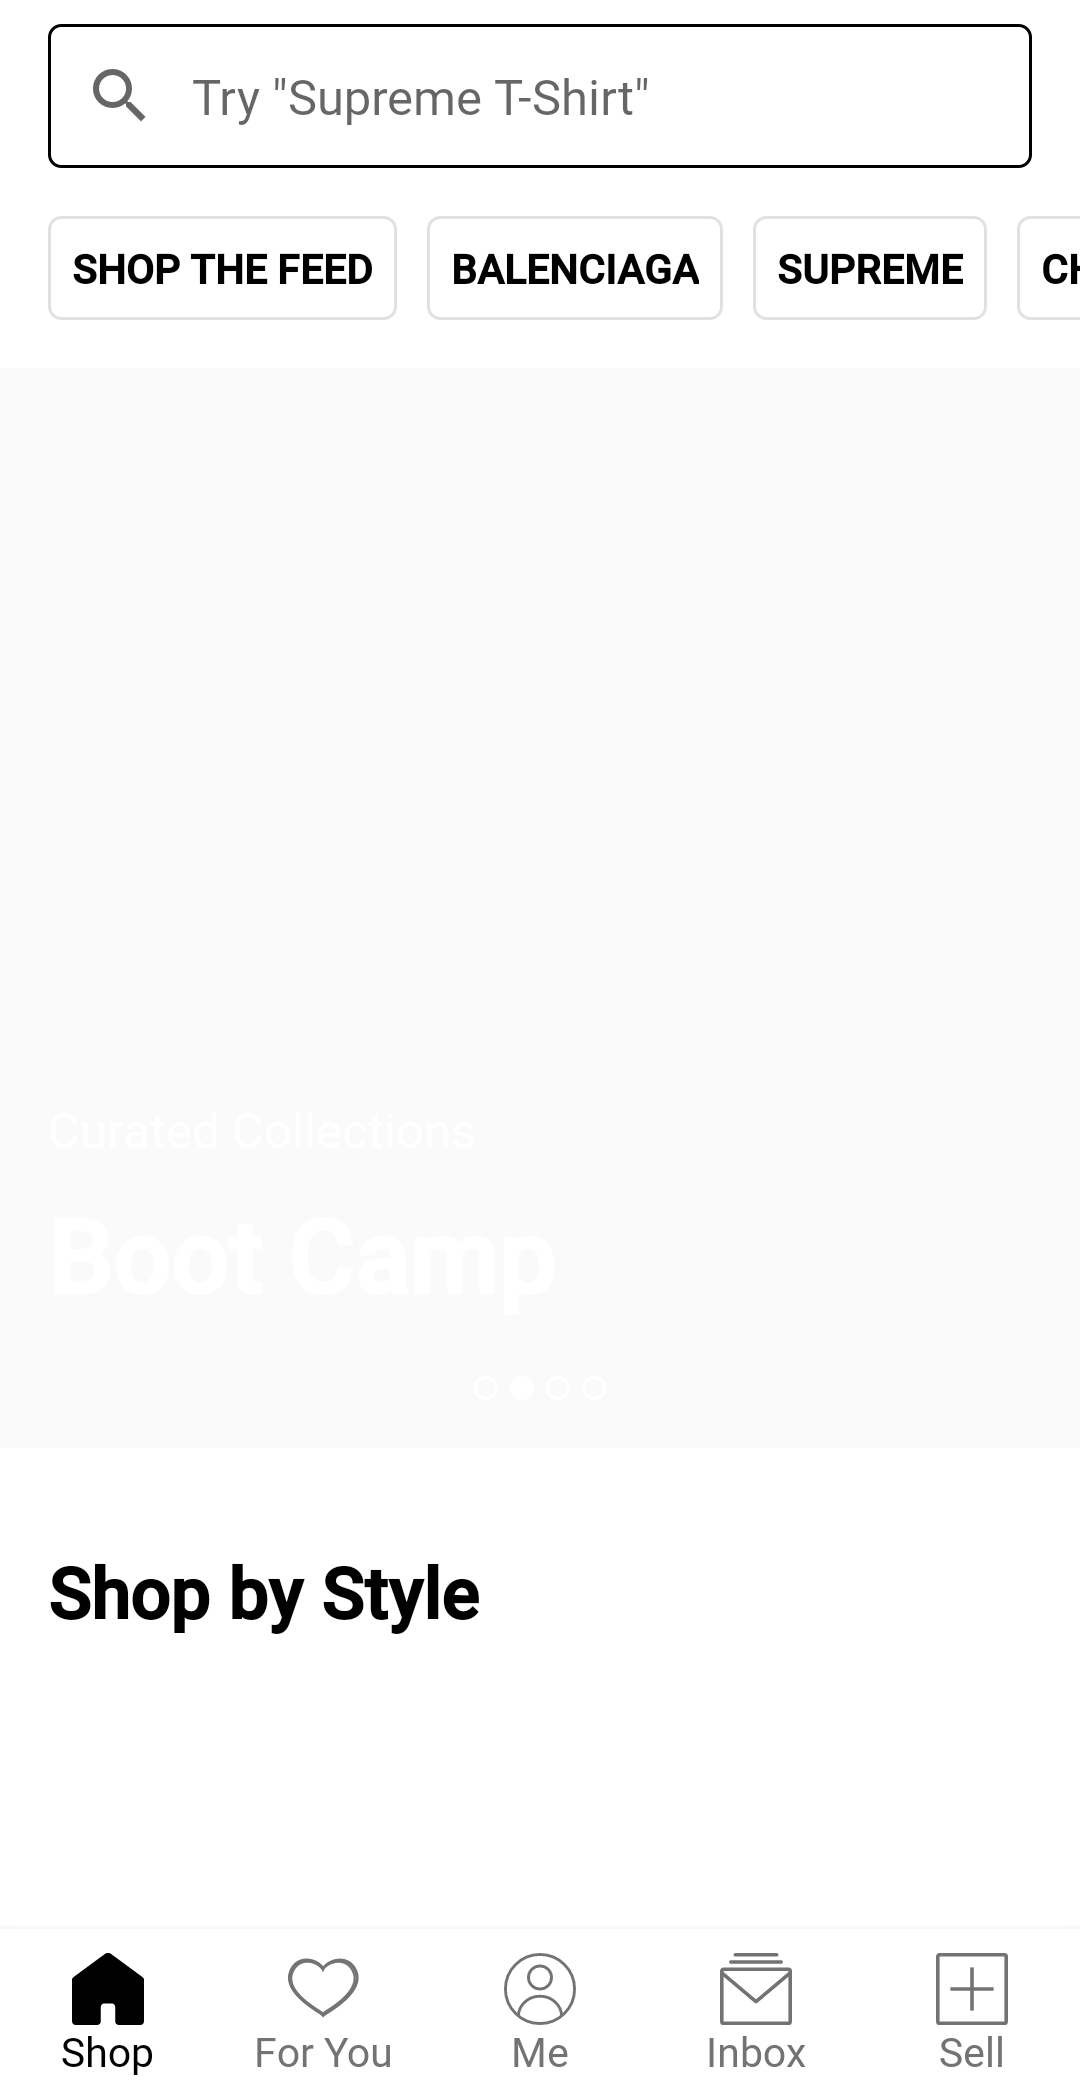 Try "Supreme T-Shirt"
SHOP THE FEED
BALENCIAGA
SUPREME
Curated Collections
Boot Camp
Shop by Style
Shop
For You
Me
Inbox
Sell